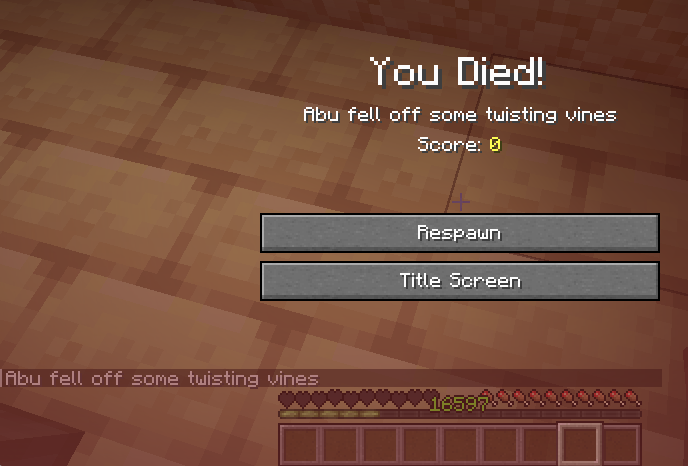 You Died!
Abu fell off some twisting vines
Score: 0
Respawn
Title Screen
Abu fell off some twisting vines
16597